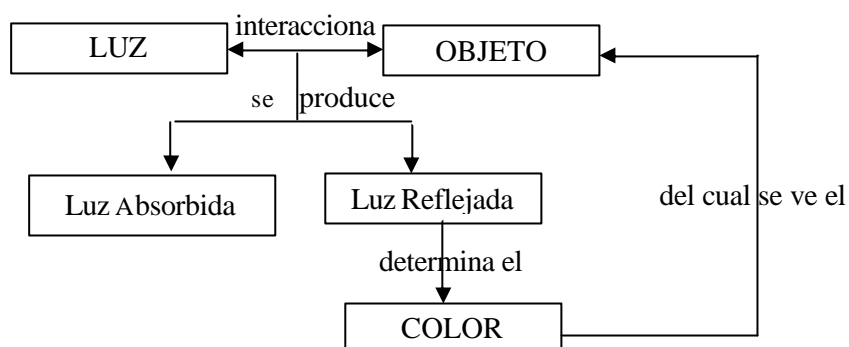 interacciona
LUZ
OBJETO
se produce
Luz Absorbida
Luz Reflejada
del cual se ve el
determina el
COLOR